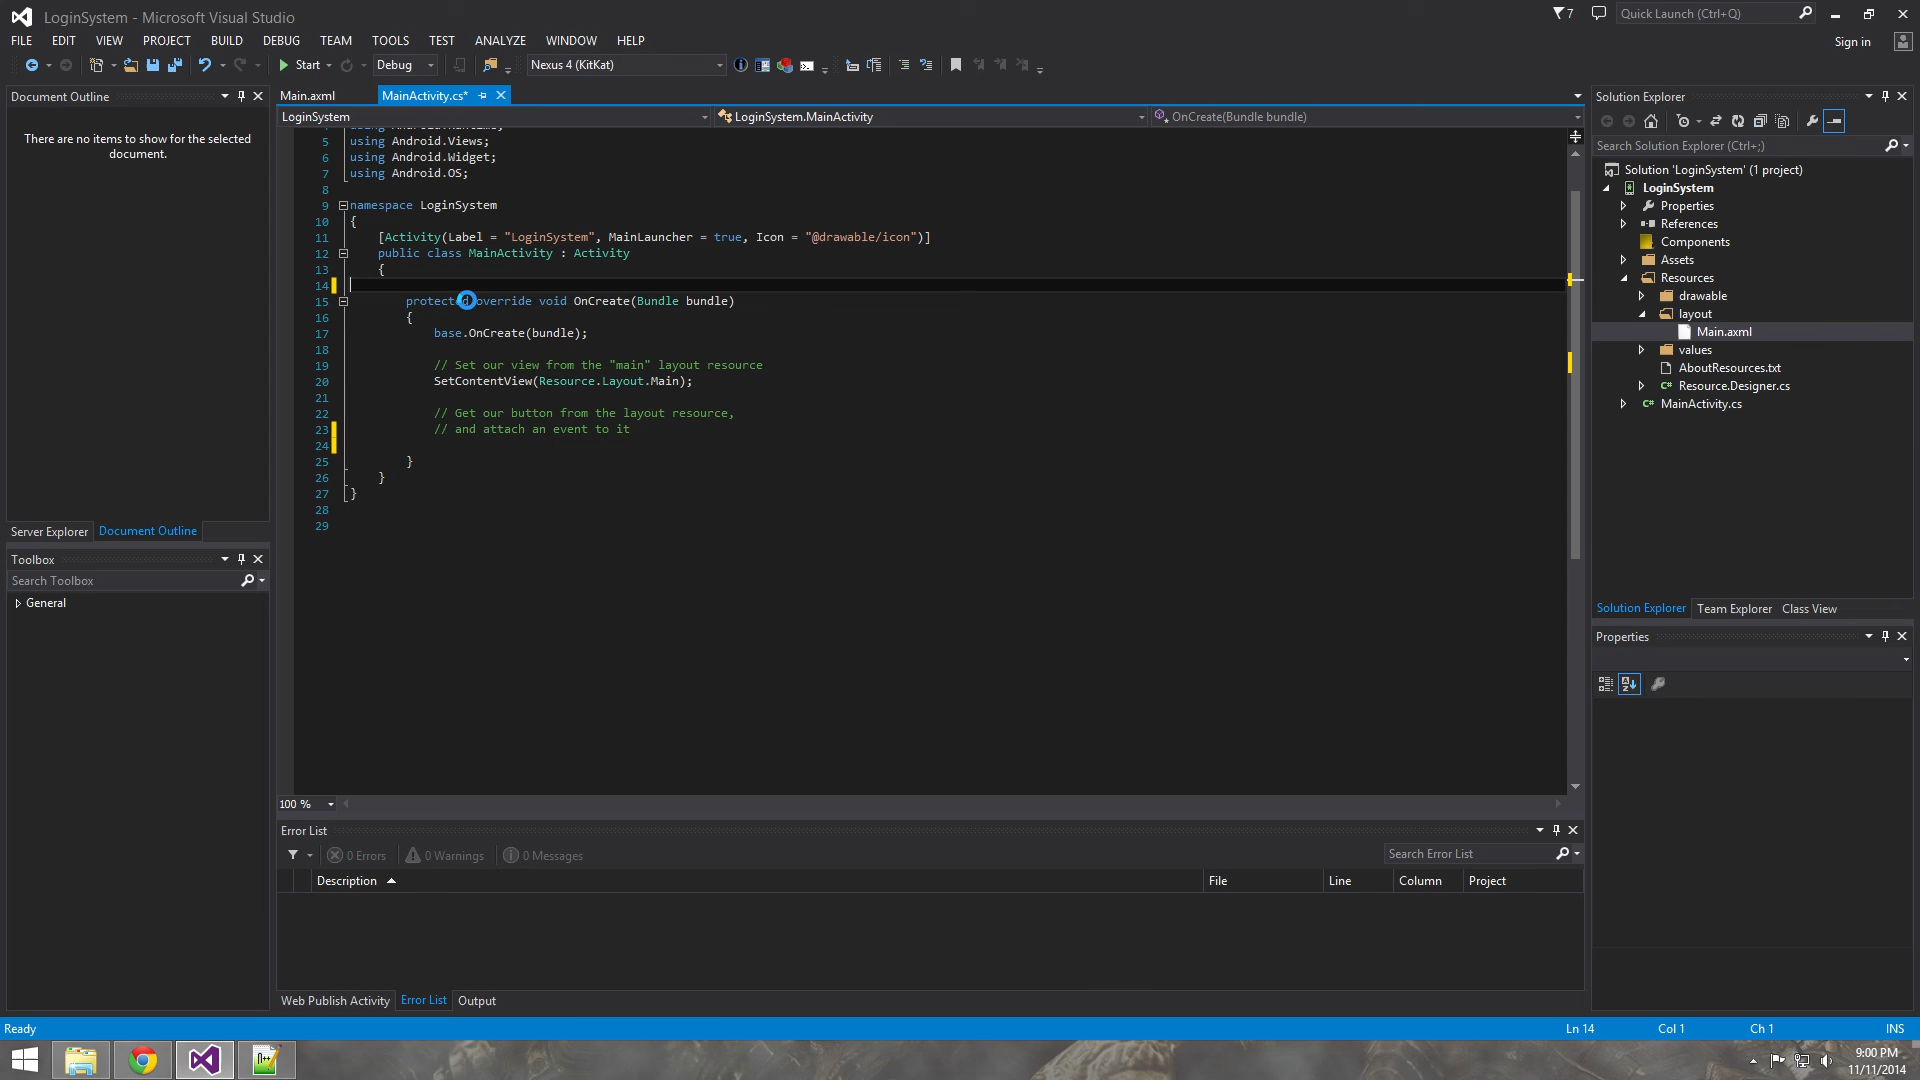 LoginSystem - Microsoft Visual Studio
7
Quick Launch (Ctrl+Q)
FILE EDIT VIEW PROJECT BUILD DEBUG TEAM TOOLS TEST ANALYZE WINDOW HELP
Sign in
Start
Debug
Nexus 4 (KitKat)
Document Outline
There are no items to show for the selected
document.
Server Explorer Document Outline
Toolbox
Search Toolbox
General
Main.axml MainActivity.cs*
LoginSystem LoginSystem.MainActivity OnCreate(Bundle bundle)
5 using Android.Views;
6 using Android.Widget;
7 using Android.OS;
8
9 namespace LoginSystem
10 {
11 [Activity(Label = "LoginSystem", MainLauncher = true, Icon = "@drawable/icon")]
12 public class MainActivity : Activity
13 {
14
15 protected override void OnCreate(Bundle bundle)
16 {
17 base.OnCreate(bundle);
18
19 // Set our view from the "main" layout resource
20 SetContentView(Resource.Layout.Main);
21
22 // Get our button from the layout resource,
23 // and attach an event to it
24
25 }
26 }
27 }
28
29
100 %
Error List
0 Errors 0 Warnings 0 Messages
Search Error List
Description File Line Column Project
Web Publish Activity Error List Output
Solution Explorer
Search Solution Explorer (Ctrl+;)
Solution 'LoginSystem' (1 project)
LoginSystem
Properties
References
Components
Assets
Resources
drawable
layout
Main.axml
values
AboutResources.txt
Resource.Designer.cs
MainActivity.cs
Solution Explorer Team Explorer Class View
Properties
Ready Ln 14 Col 1 Ch 1 INS
9:00 PM
11/11/2014